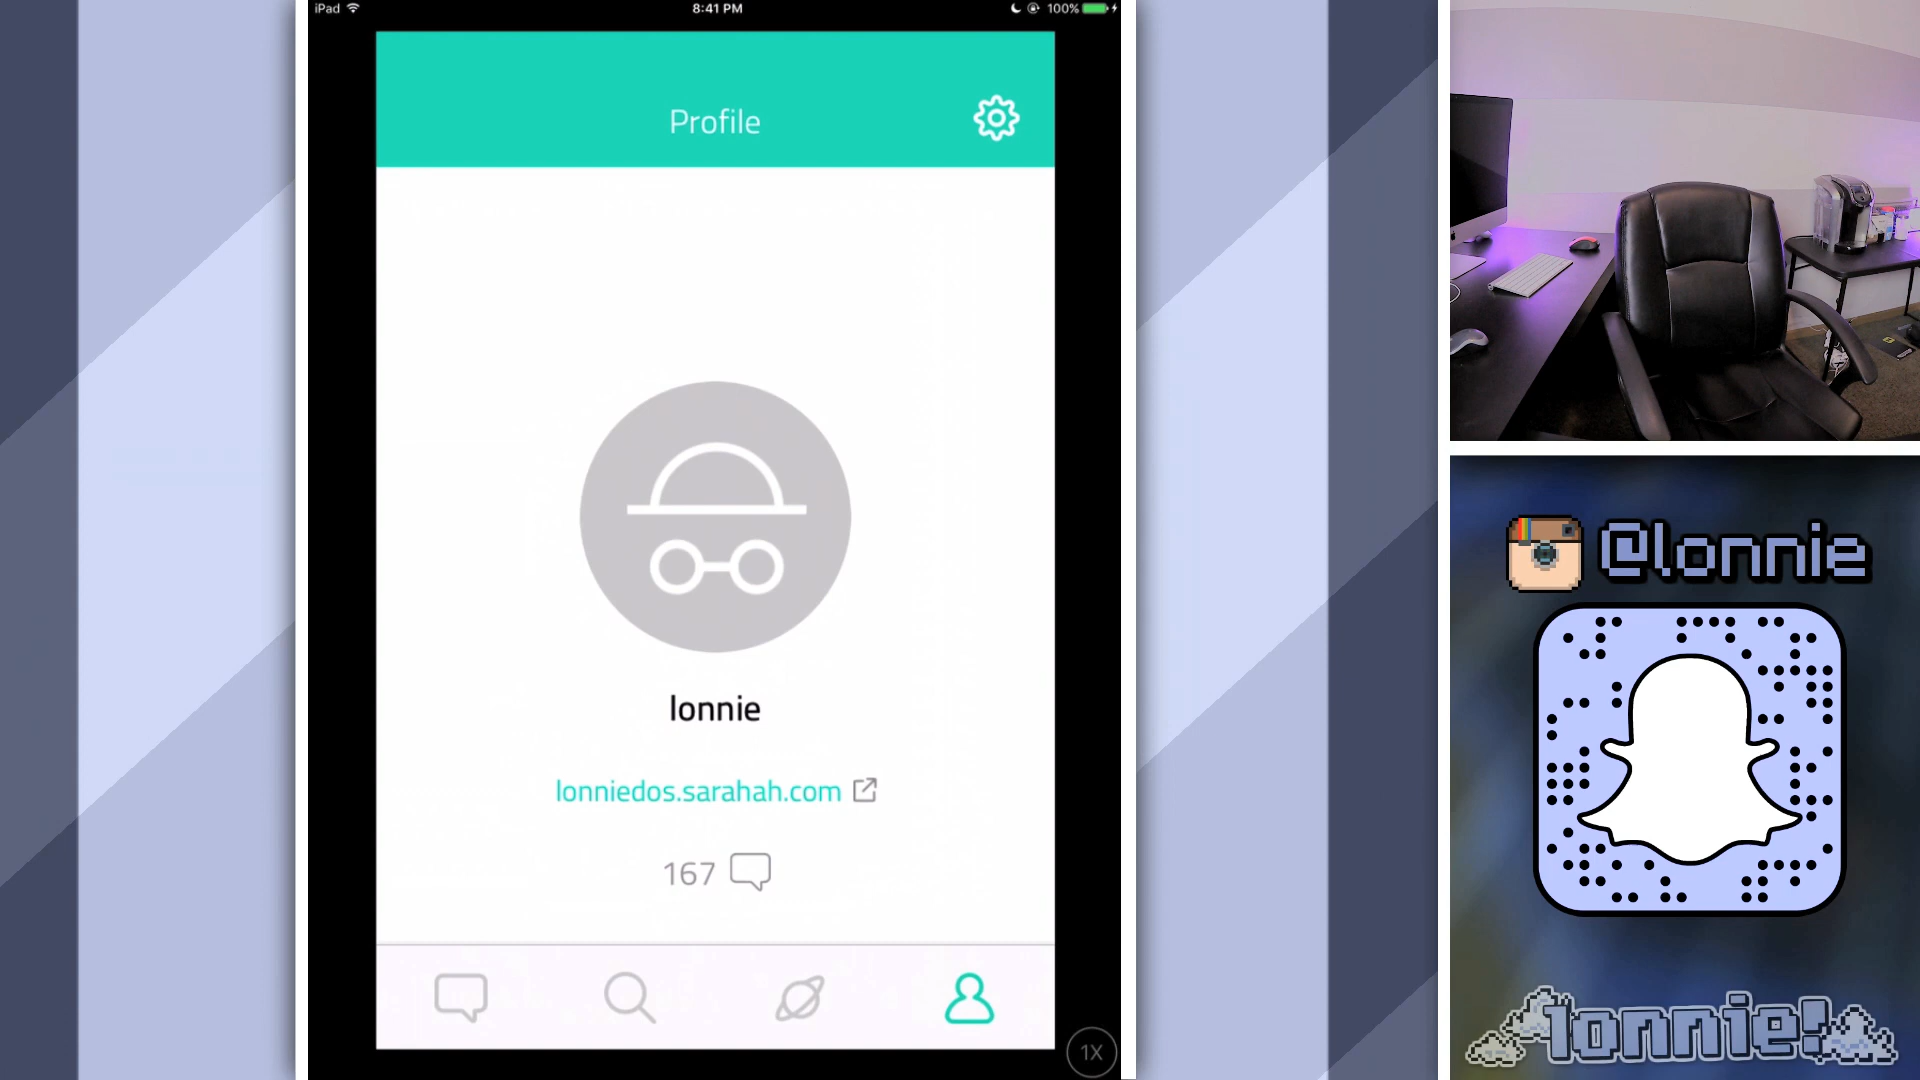 iPad
8:41 PM
100%
Profile
lonnie
lonniedos.sarahah.com
167
1X
@lonnie
lonnie!